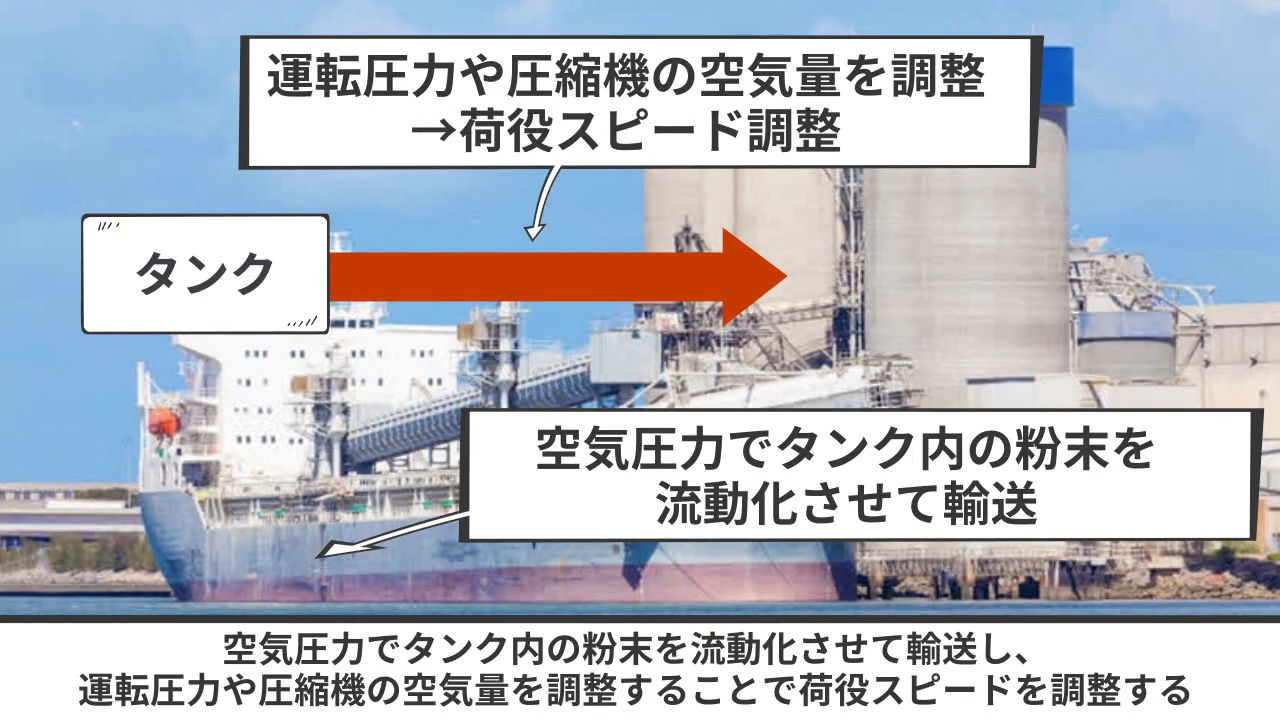 運転圧力や圧縮機の空気量を調整
→荷役スピード調整
タンク
空気圧力でタンク内の粉末を
流動化させて輸送
空気圧力でタンク内の粉末を流動化させて輸送し、
運転圧力や圧縮機の空気量を調整することで荷役スピードを調整する